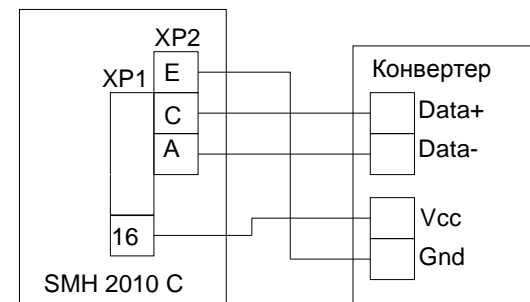 XP2
XP1
E
Конвертер
C
Data+
A
Data-
Vcc
16
Gnd
SMH 2010 C